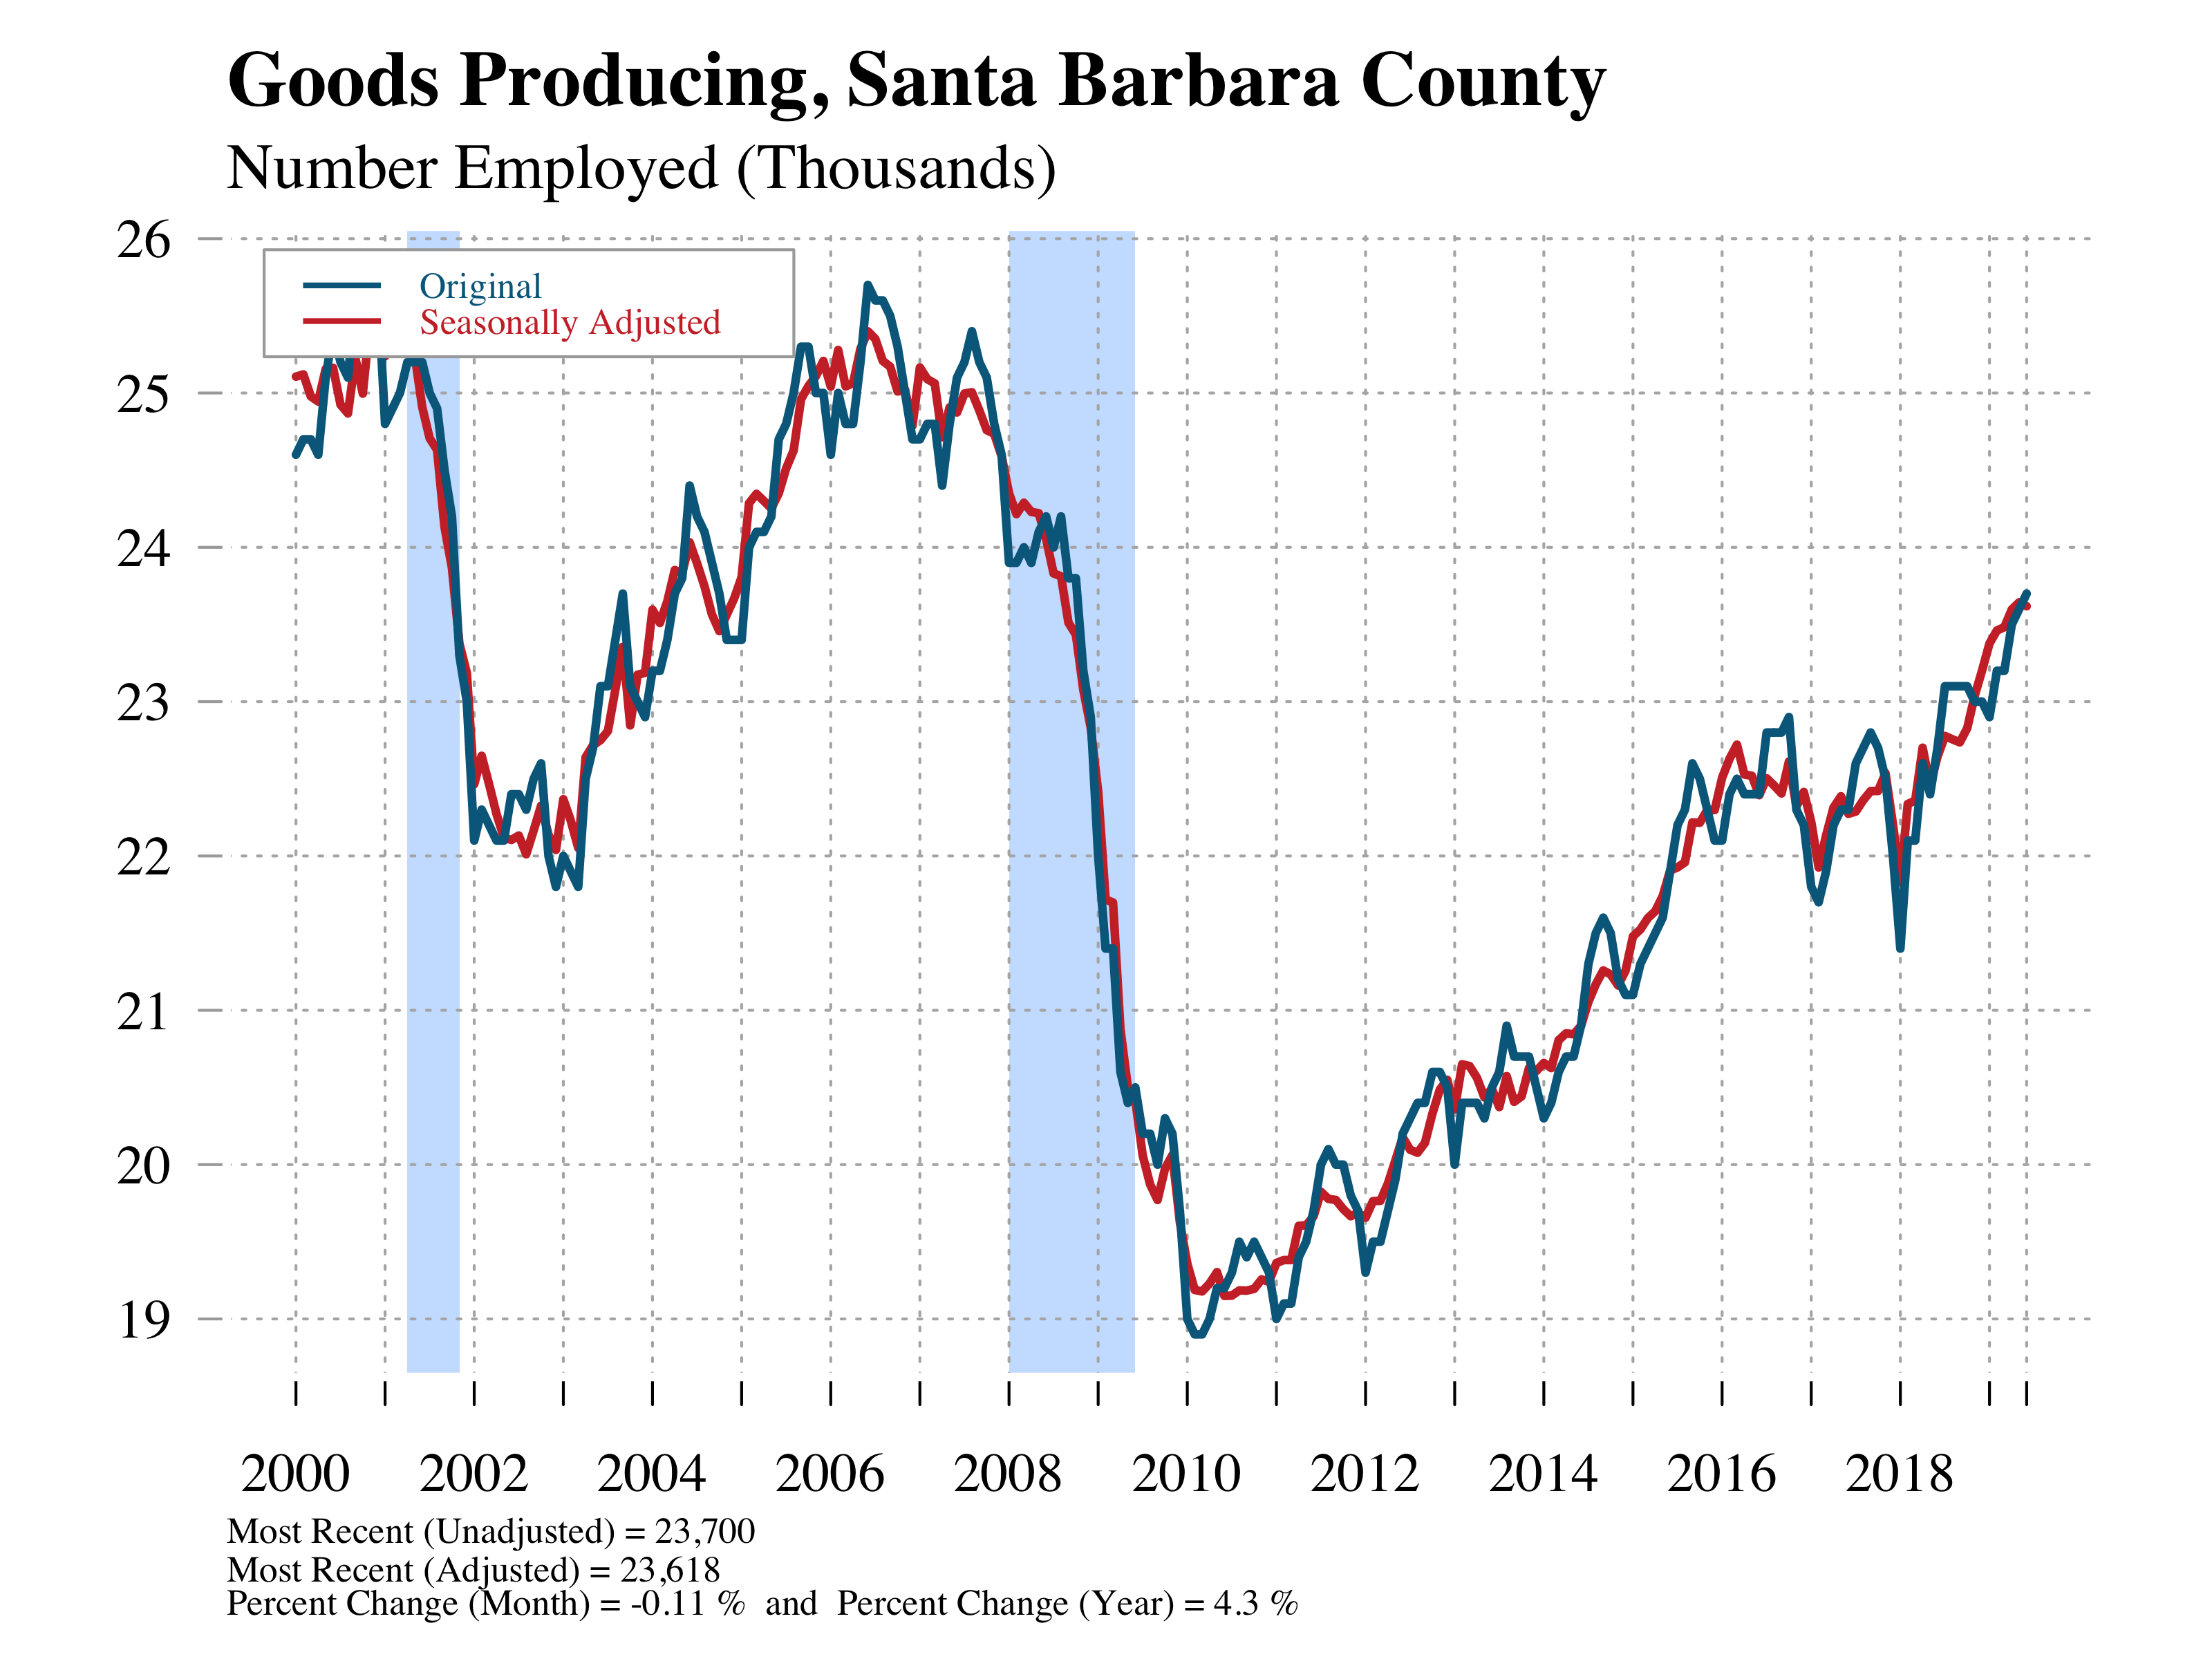 Goods Producing, Santa Barbara County
Number Employed (Thousands)
26
Original
Seasonally Adjusted
25
24
23
22
21
20
19
2000 2002 2004 2006 2008 2010 2012 2014 2016 2018
Most Recent (Unadjusted) = 23,700
Most Recent (Adjusted) = 23,618
Percent Change (Month) = -0.11 % and Percent Change (Year) = 4.3 %